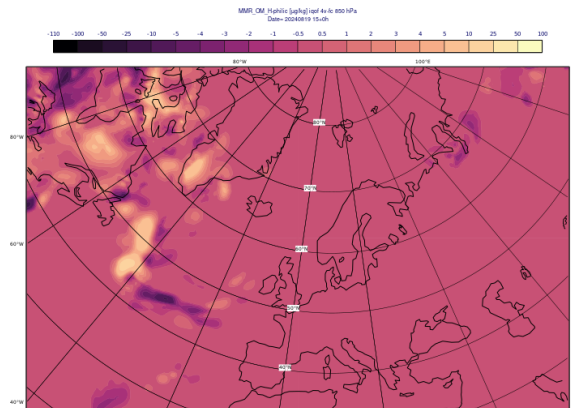 MMR_OM_Hphilic [µg/kg] iqof 4v-fc 850 hPa
Date= 20240819 15+0h
-110 -100 -50 -25 -10 -5 -4 -3 -2 -1 -0.5 0.5 1 2 3 4 5 10 25 50 100
80°W 100°E
80°N
80°W
70°N
60°W
60°N
50°N
40°N
40°W